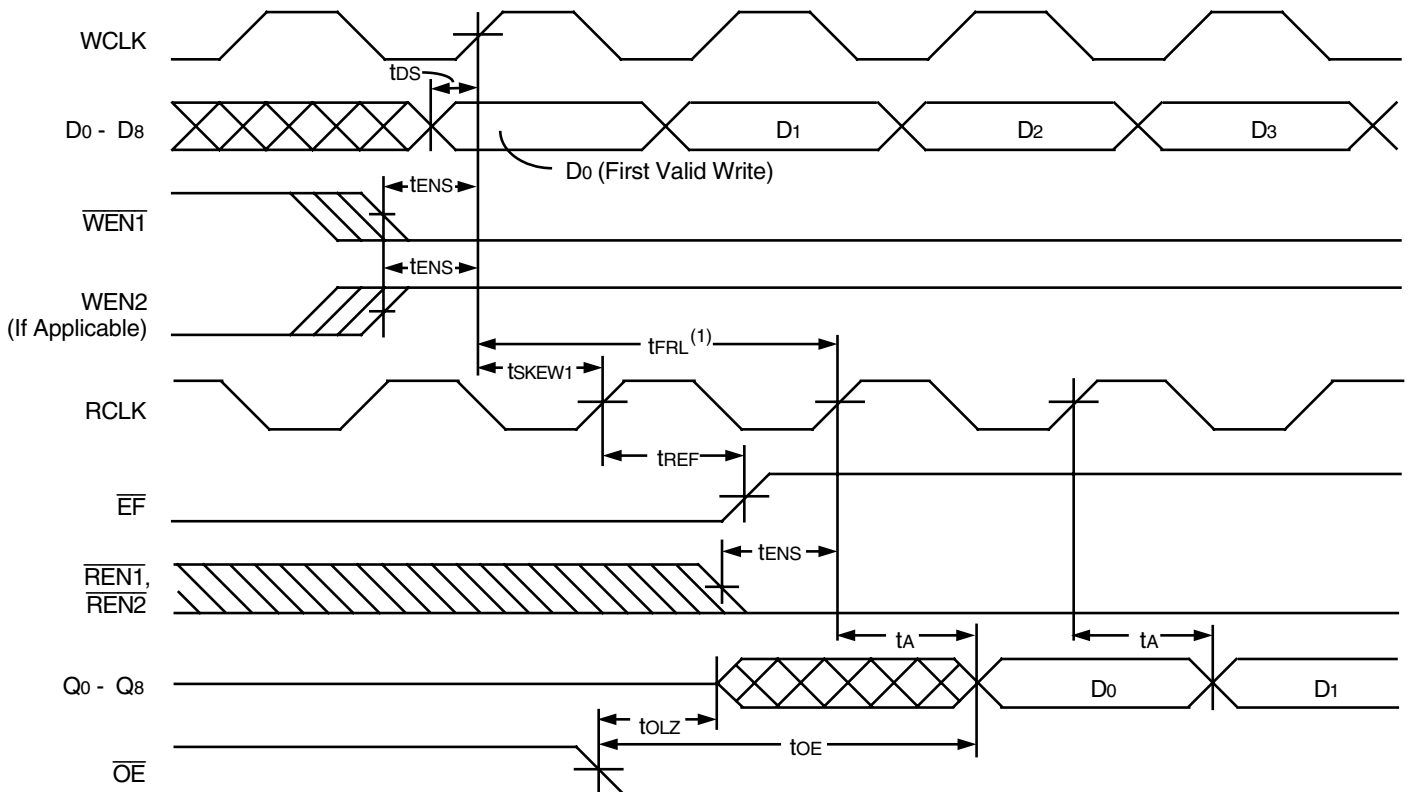 WCLK
tDS
D0 - D8
D1
D2
D3
D0 (First Valid Write)
tENS
WEN1
tENS
WEN2
(If Applicable)
tFRL(1)
tSKEW1
RCLK
tREF
EF
tENS
REN1,
REN2
tA
tA
Q0 - Q8
D0
D1
tOLZ
tOE
OE